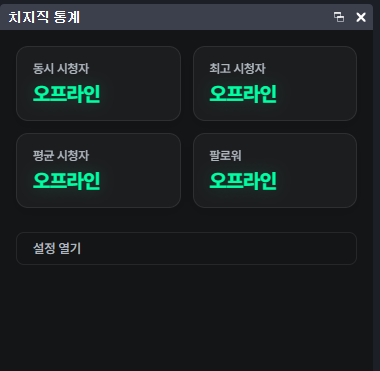 치지직 통계
동시 시청자
오프라인
최고 시청자
오프라인
평균 시청자
오프라인
팔로워
오프라인
설정 열기